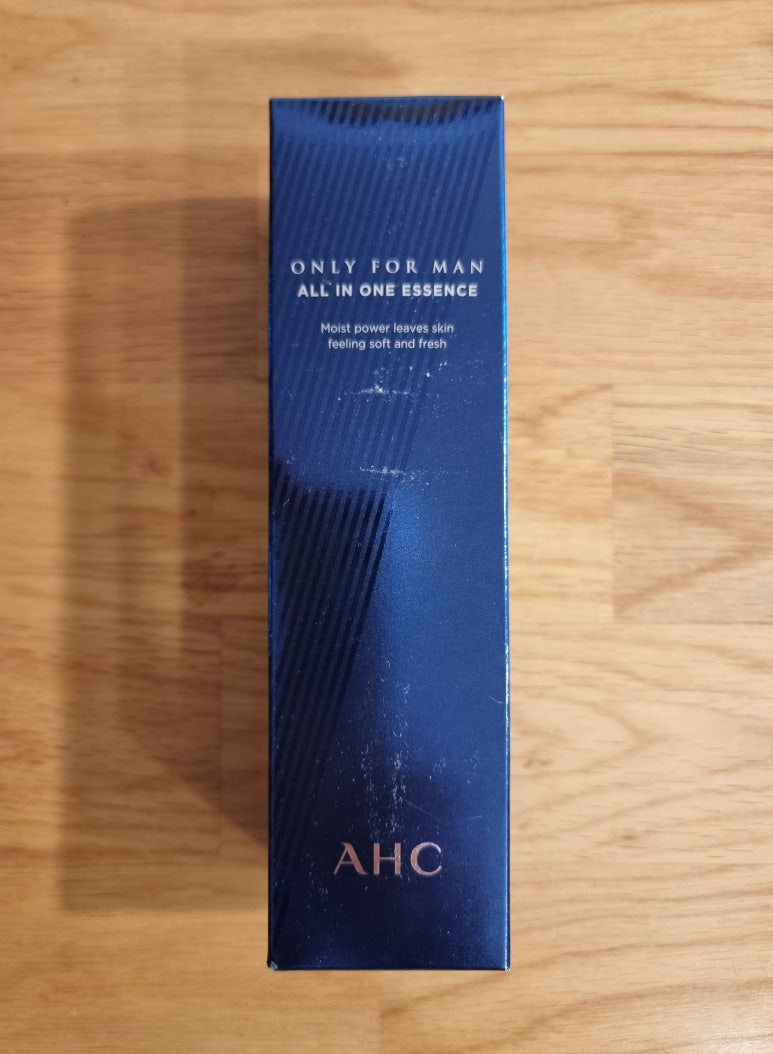 ONLY FOR MAN
ALL IN ONE ESSENCE
Moist power leaves skin
feeling soft and fresh
AHC